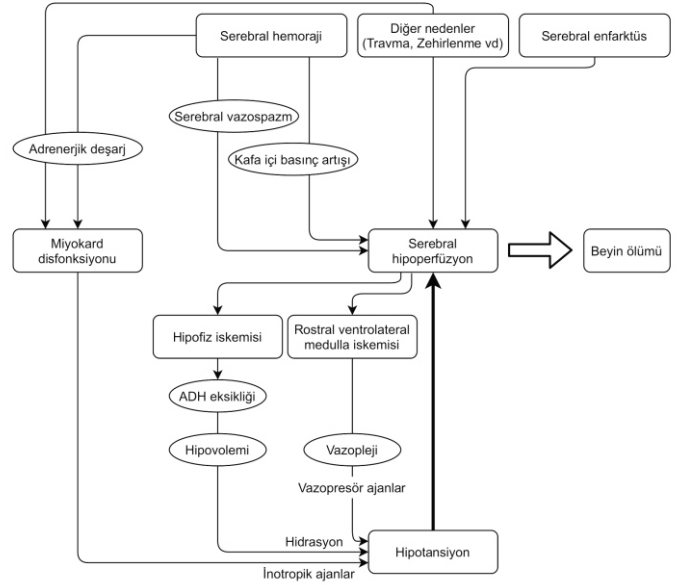 Serebral hemoraji
Diğer nedenler
(Travma, Zehirlenme vd)
Serebral enfarktüs
Serebral vazospazm
Adrenerjik deşarj
Kafa içi basınç artışı
Miyokard
disfonksiyonu
Serebral
hipoperfüzyon
Beyin ölümü
Hipofiz iskemisi
Rostral ventrolateral
medulla iskemisi
ADH eksikliği
Hipovolemi
Vazopleji
Vazopresör ajanlar
Hidrasyon
Hipotansiyon
İnotropik ajanlar